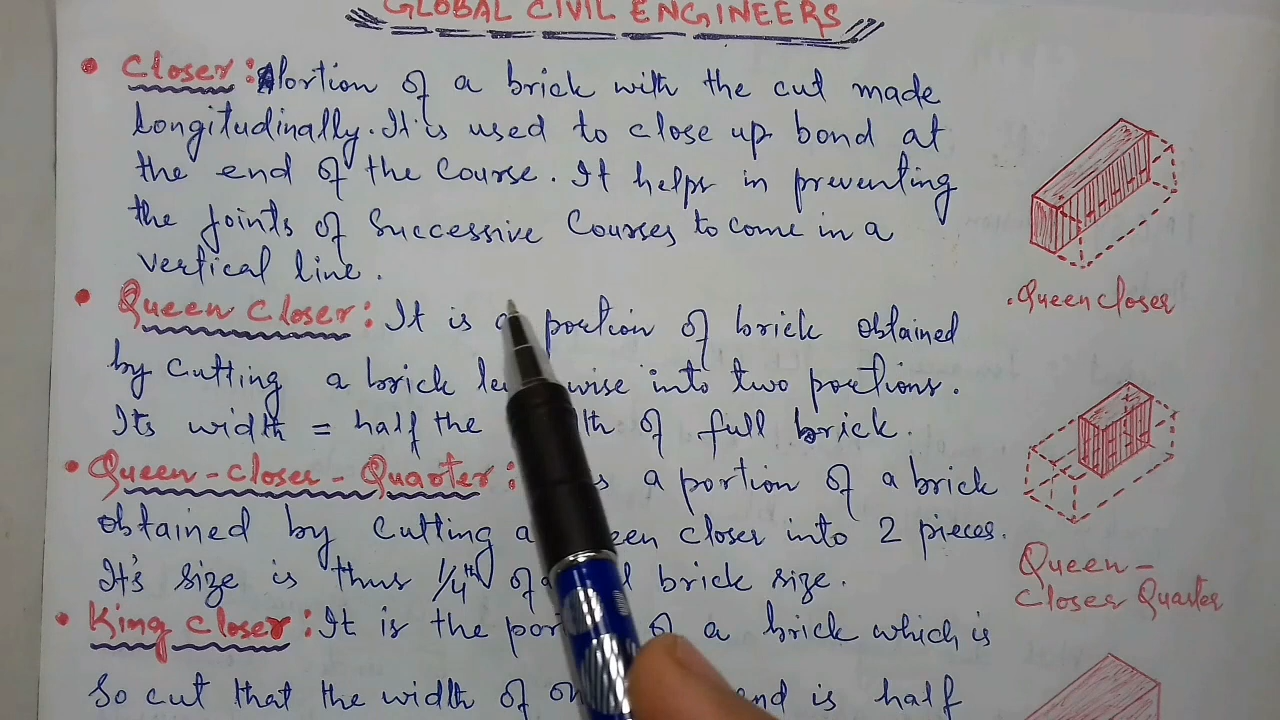 GLOBAL CIVIL ENGINEERS
• Closer: Portion of a brick with the cut made
Longitudinally. It is used to close up bond at
the end of the Course. It helps in preventing
the joints of Successive Courses to come in a
vertical line.
• Queen Closer: It is a portion of brick obtained
by Cutting a brick wise into two portions.
Its width = half the of full brick.
• Queen-Closer-Quarter: a portion of a brick
obtained by Cutting a closer into 2 pieces.
It's size is thus 1/4th of brick size.
• King Closer: It is the of a brick which is
So cut that the width of end is half
.Queen closer
Queen-
Closer Quarter